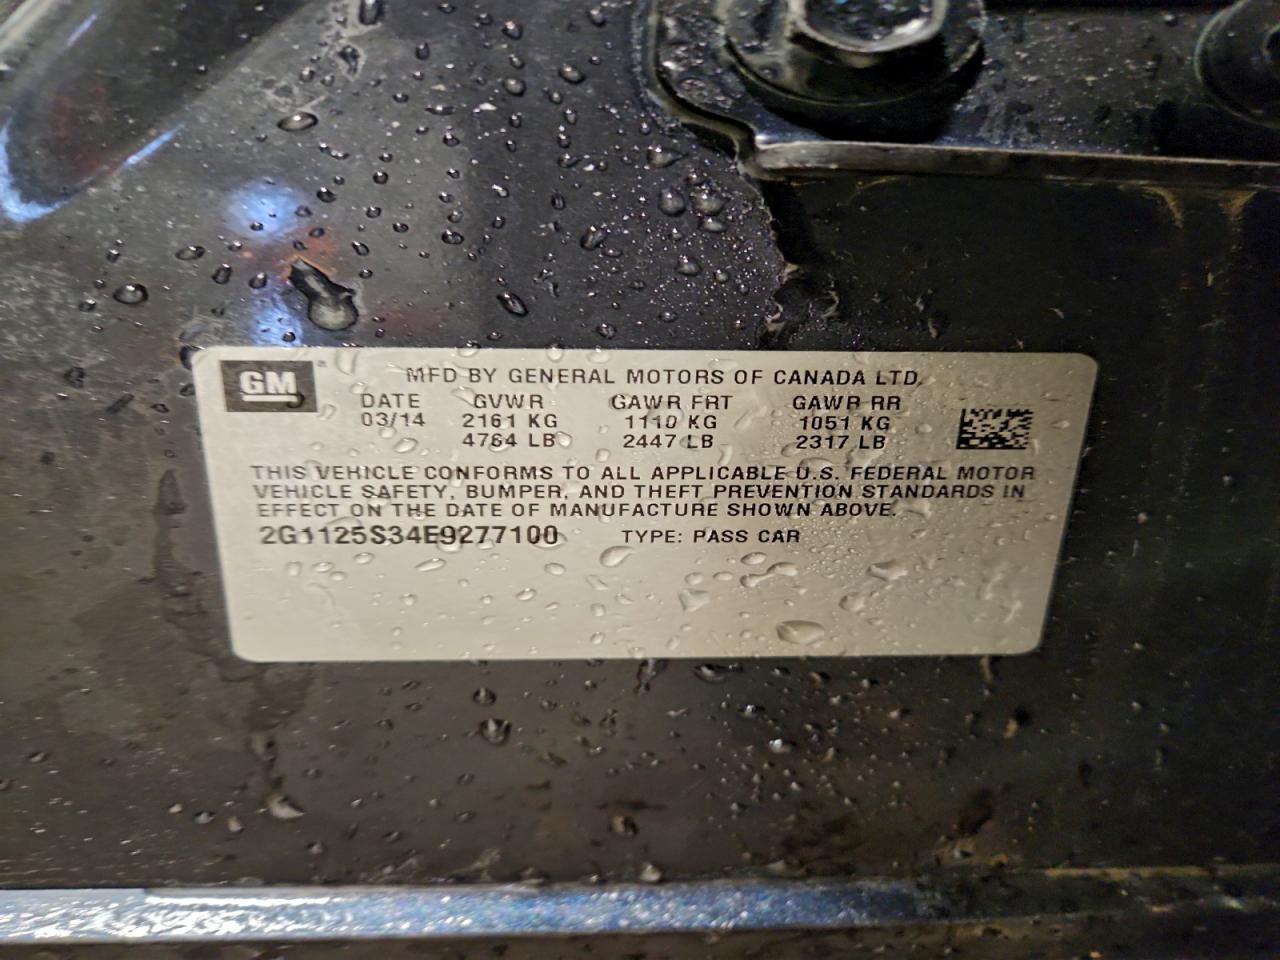 GM® MFD BY GENERAL MOTORS OF CANADA LTD.
DATE GVWR GAWR FRT GAWR RR
03/14 2161 KG 1110 KG 1051 KG
4764 LB 2447 LB 2317 LB
THIS VEHICLE CONFORMS TO ALL APPLICABLE U.S. FEDERAL MOTOR
VEHICLE SAFETY, BUMPER, AND THEFT PREVENTION STANDARDS IN
EFFECT ON THE DATE OF MANUFACTURE SHOWN ABOVE.
2G1125S34E9277100 TYPE: PASS CAR